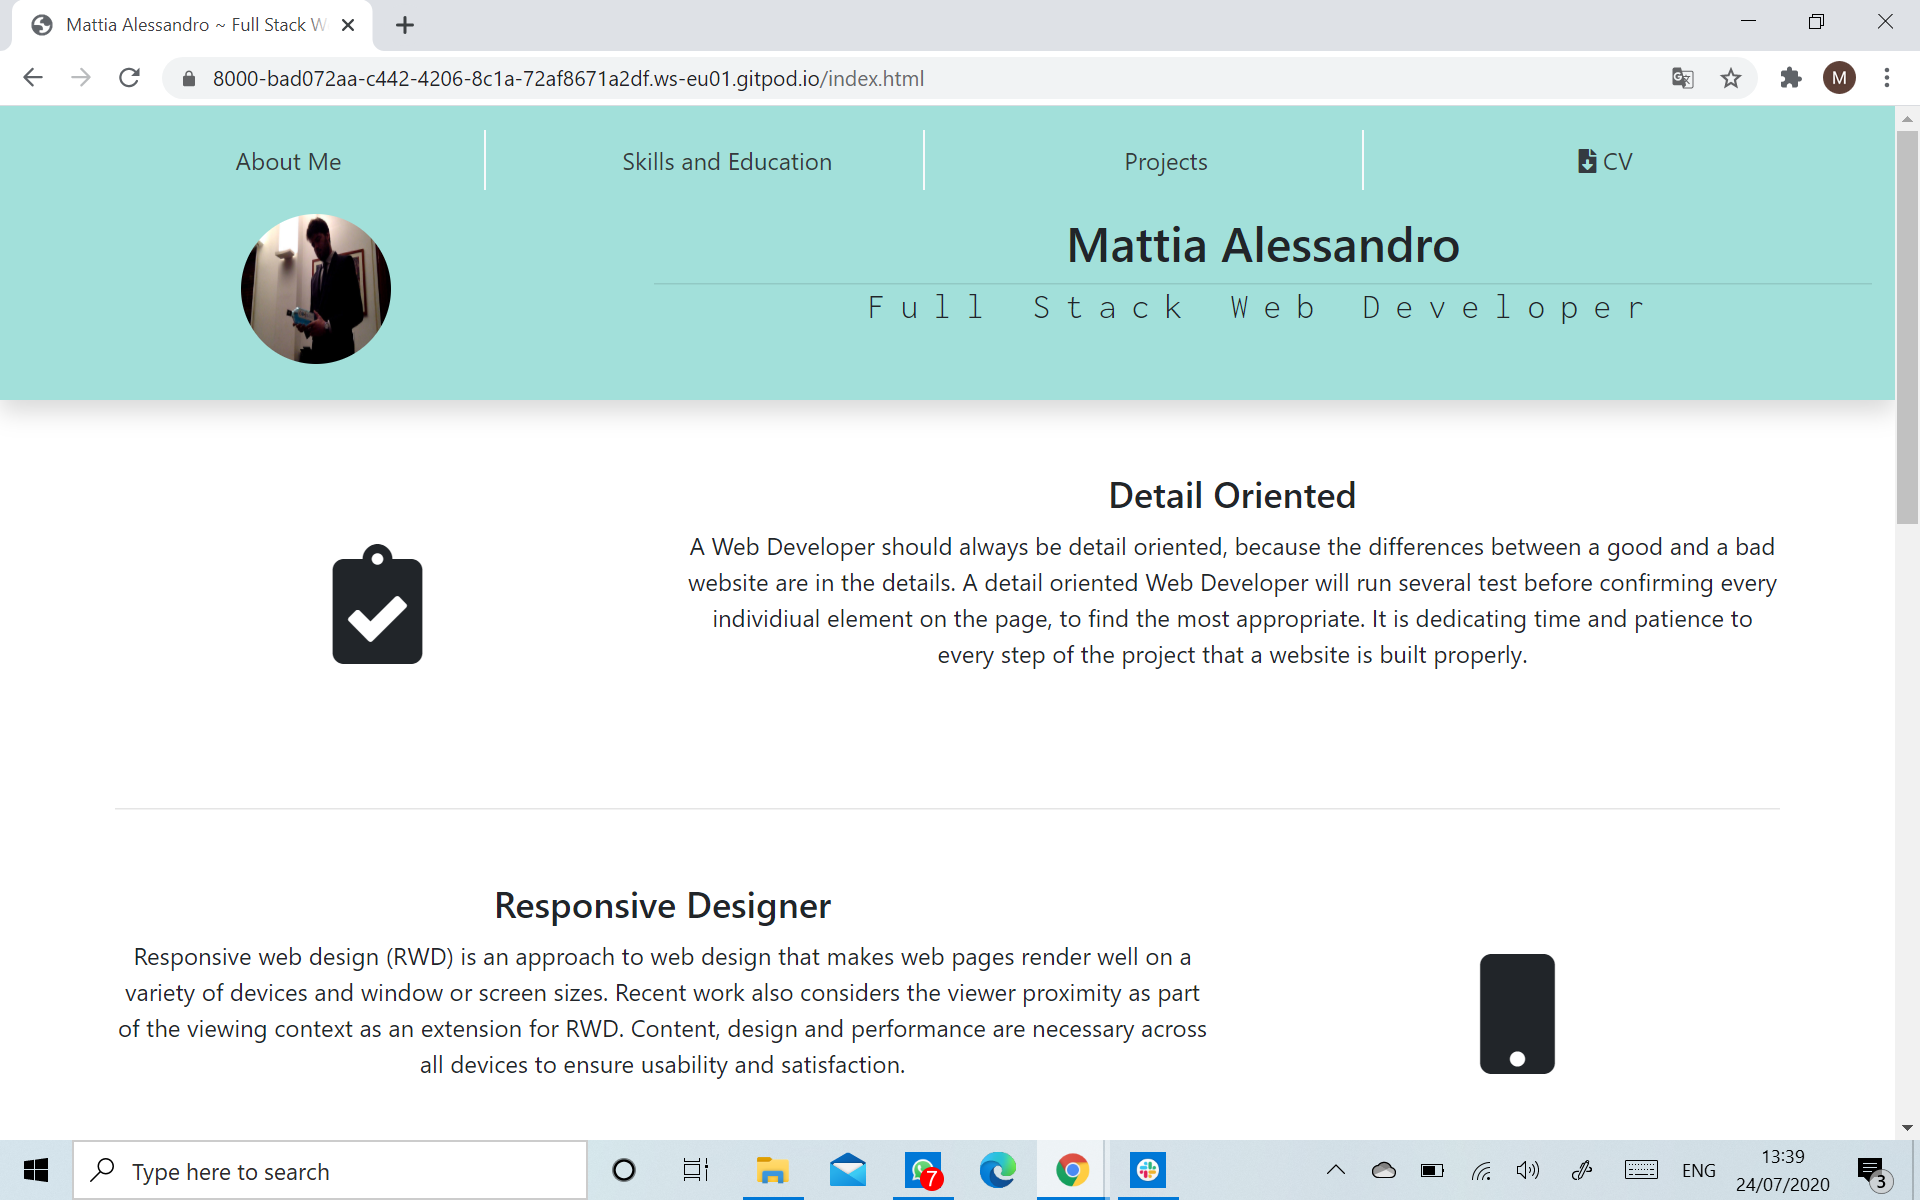 Mattia Alessandro ~ Full Stack W
8000-bad072aa-c442-4206-8c1a-72af8671a2df.ws-eu01.gitpod.io/index.html
M
About Me
Skills and Education
Projects
CV
Mattia Alessandro
Full Stack Web Developer
Detail Oriented
A Web Developer should always be detail oriented, because the differences between a good and a bad
website are in the details. A detail oriented Web Developer will run several test before confirming every
individiual element on the page, to find the most appropriate. It is dedicating time and patience to
every step of the project that a website is built properly.
Responsive Designer
Responsive web design (RWD) is an approach to web design that makes web pages render well on a
variety of devices and window or screen sizes. Recent work also considers the viewer proximity as part
of the viewing context as an extension for RWD. Content, design and performance are necessary across
all devices to ensure usability and satisfaction.
Type here to search
7
ENG
13:39
24/07/2020
3